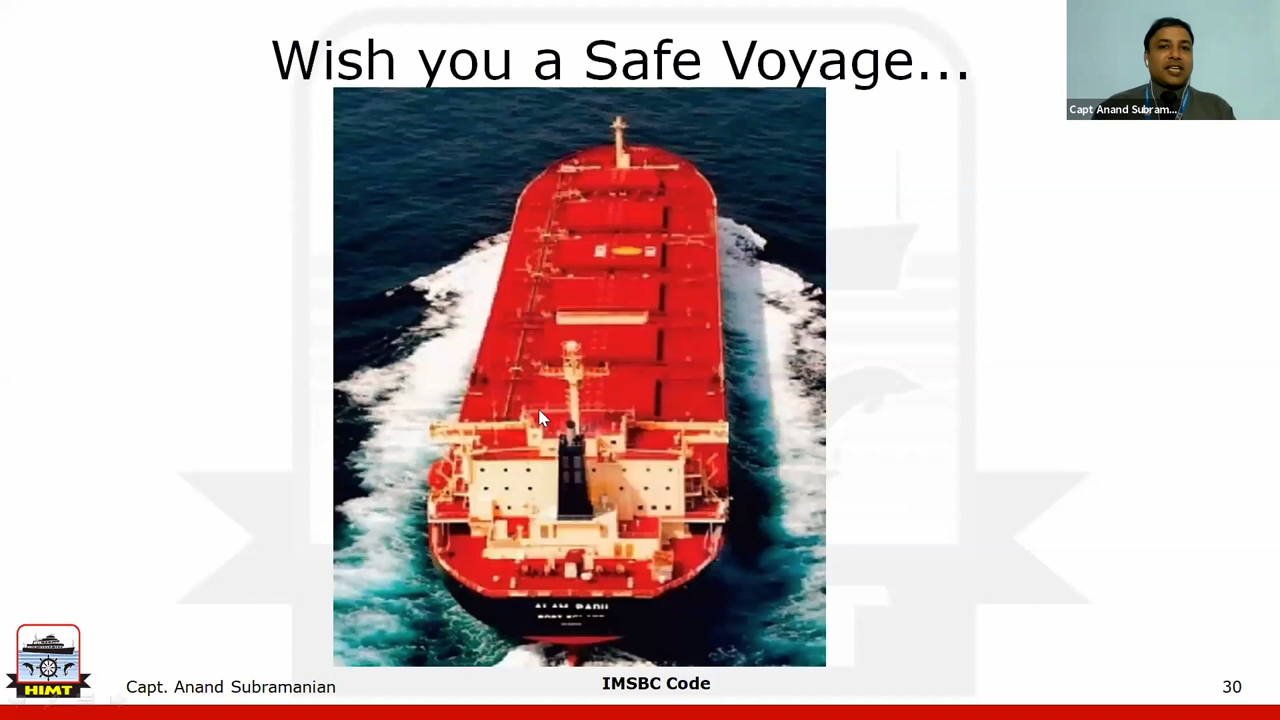 Wish you a Safe Voyage...
Capt Anand Subram...
HIMT
Capt. Anand Subramanian
IMSBC Code
30